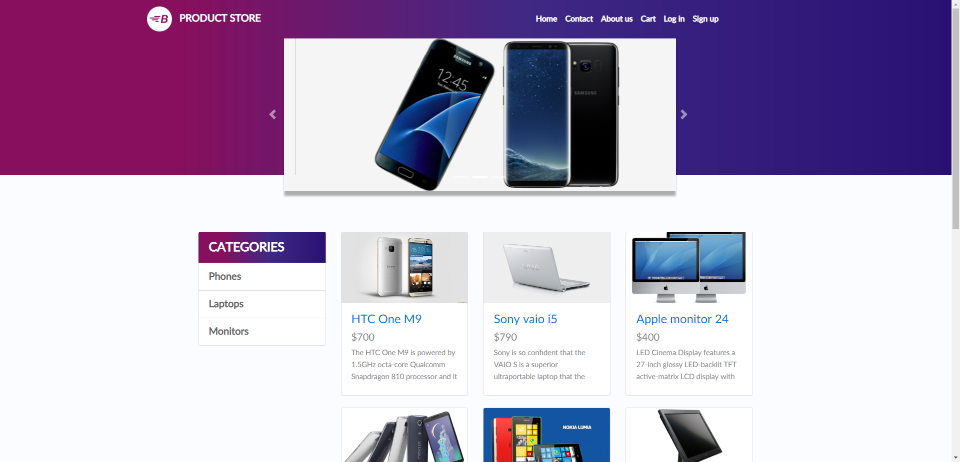 B PRODUCT STORE
Home Contact About us Cart Log in Sign up
12:45
SAMSUNG
SAMSUNG
CATEGORIES
Phones
Laptops
Monitors
HTC One M9
$700
The HTC One M9 is powered by
1.5GHz octa-core Qualcomm
Snapdragon 810 processor and it
Sony vaio i5
$790
Sony is so confident that the
VAIO S is a superior
ultraportable laptop that the
Apple monitor 24
$400
LED Cinema Display features a
27-inch glossy LED-backlit TFT
active-matrix LCD display with
NOKIA LUMIA